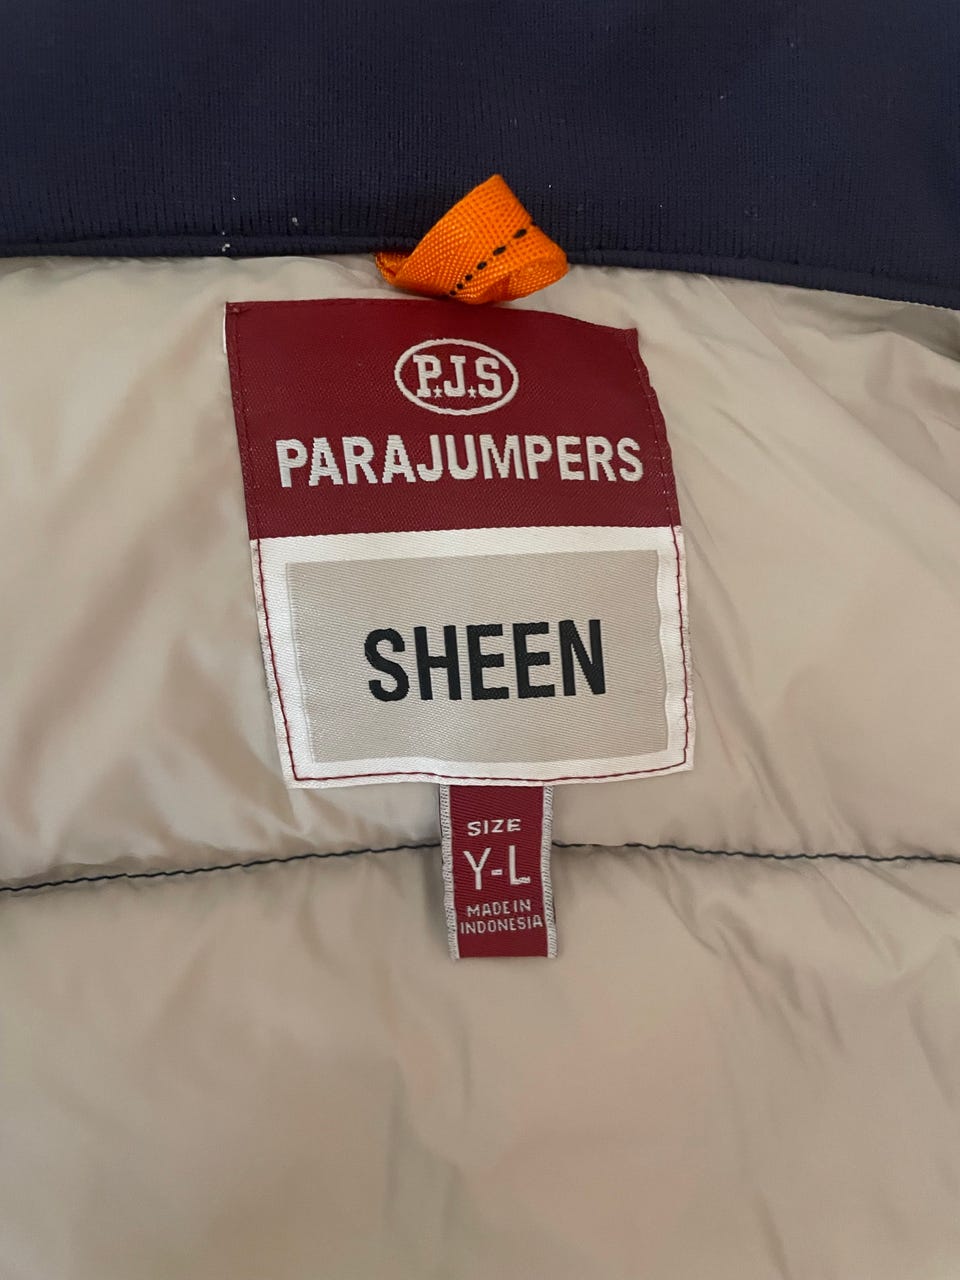 P.J.S
PARAJUMPERS
SHEEN
SIZE
Y-L
MADE IN
INDONESIA